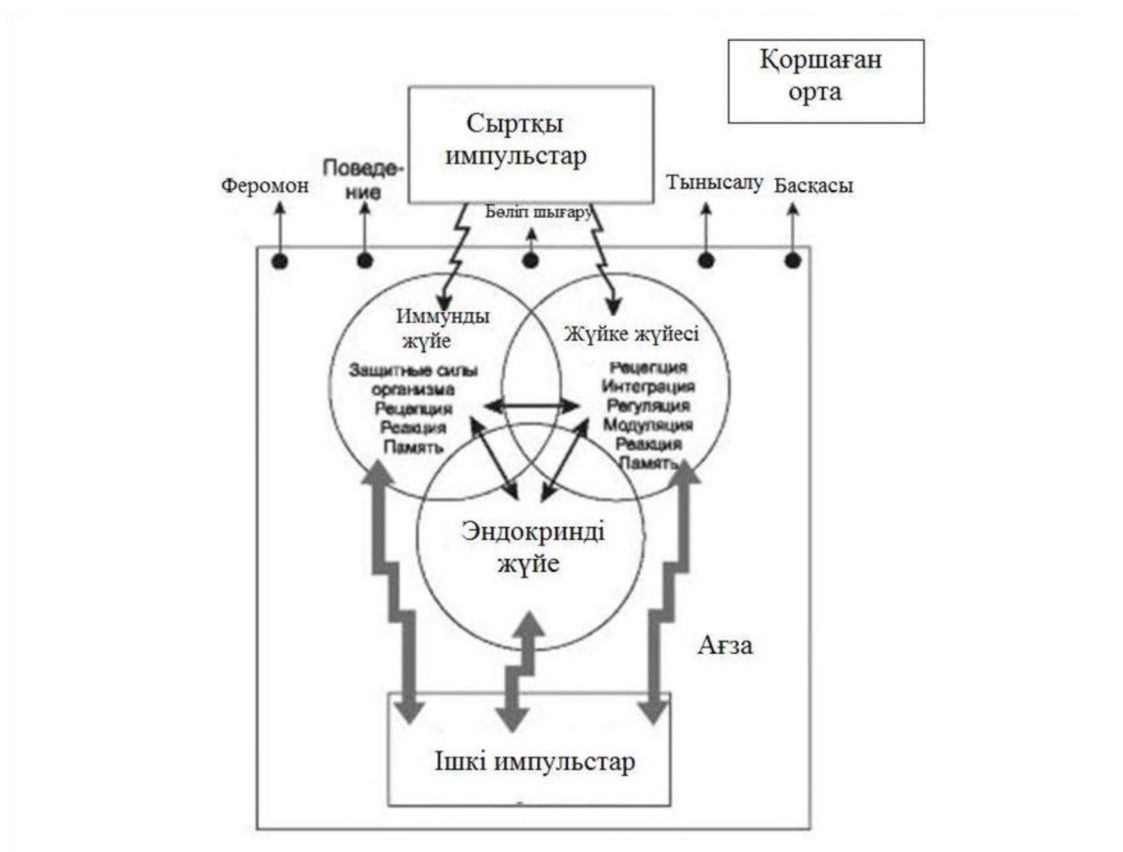 Қоршаған
орта
Сыртқы
импульстар
Феромон
Поведе-
ние
Бөліп шығару
Тынысалу
Басқасы
Иммунды
жүйе
Защитные силы
организма
Рецепция
Реакция
Память
Жүйке жүйесі
Рецепция
Интеграция
Регуляция
Модуляция
Реакция
Память
Эндокринді
жүйе
Ағза
Ішкі импульстар